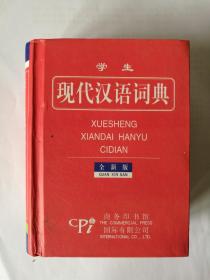 学生
现代汉语词典
XUESHENG
XIANDAI HANYU
CIDIAN
全新版
QUAN XIN BAN
CPi
商务印书馆
THE COMMERCIAL PRESS
国际有限公司
INTERNATIONAL CO., LTD.